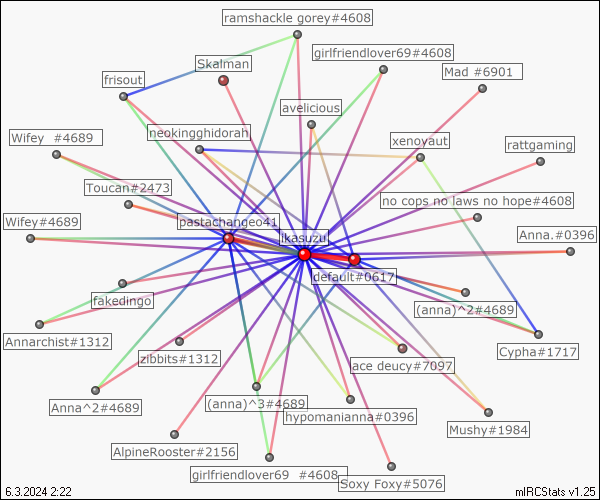 ramshackle gorey#4608
girlfriendlover69#4608
Skalman
Mad #6901
frisout
avelicious
neokingghidorah
Wifey  #4689
xenoyaut
rattgaming
Toucan#2473
no cops no laws no hope#4608
pastachangeo41
Wifey#4689
ikasuzu
Anna.#0396
default#0617
fakedingo
(anna)^2#4689
Annarchist#1312
zibbits#1312
Cypha#1717
ace deucy#7097
Anna^2#4689
(anna)^3#4689
hypomanianna#0396
Mushy#1984
AlpineRooster#2156
girlfriendlover69  #4608
Soxy Foxy#5076
6.3.2024 2:22
mIRCStats v1.25